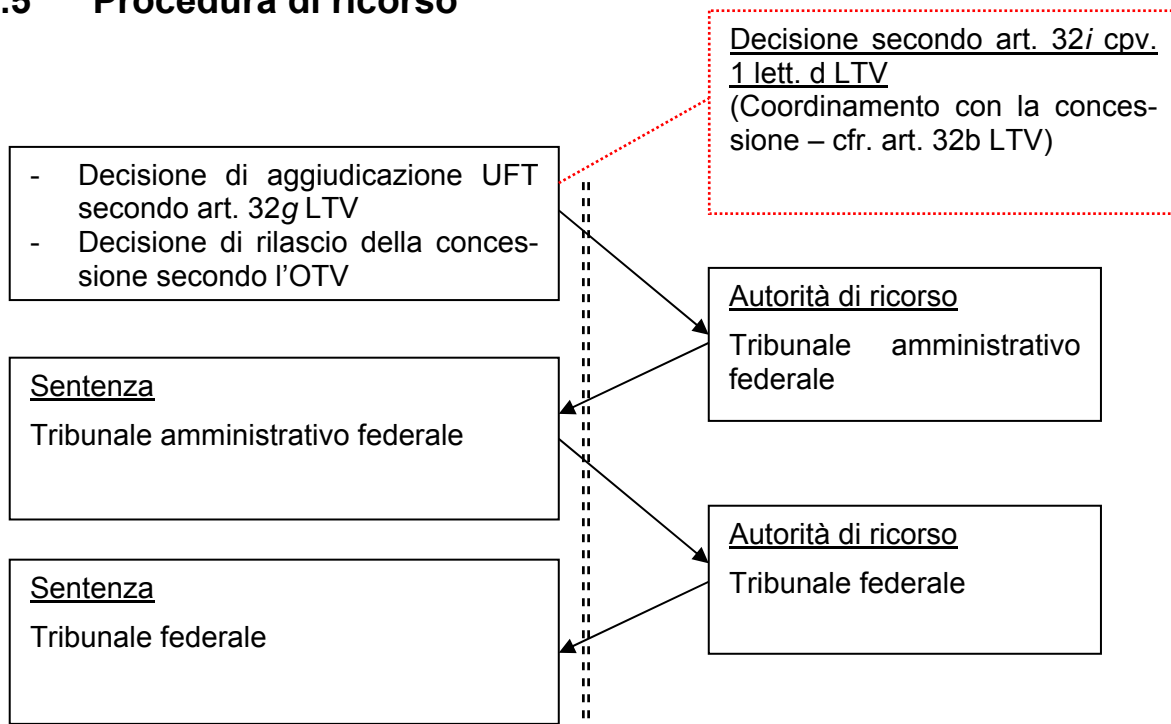 .5 Procedura di ricorso
Decisione secondo art. 32i cpv.
1 lett. d LTV
(Coordinamento con la conces-
sione – cfr. art. 32b LTV)
- Decisione di aggiudicazione UFT
secondo art. 32g LTV
- Decisione di rilascio della conces-
sione secondo l’OTV
Autorità di ricorso
Tribunale amministrativo
federale
Sentenza
Tribunale amministrativo federale
Autorità di ricorso
Tribunale federale
Sentenza
Tribunale federale